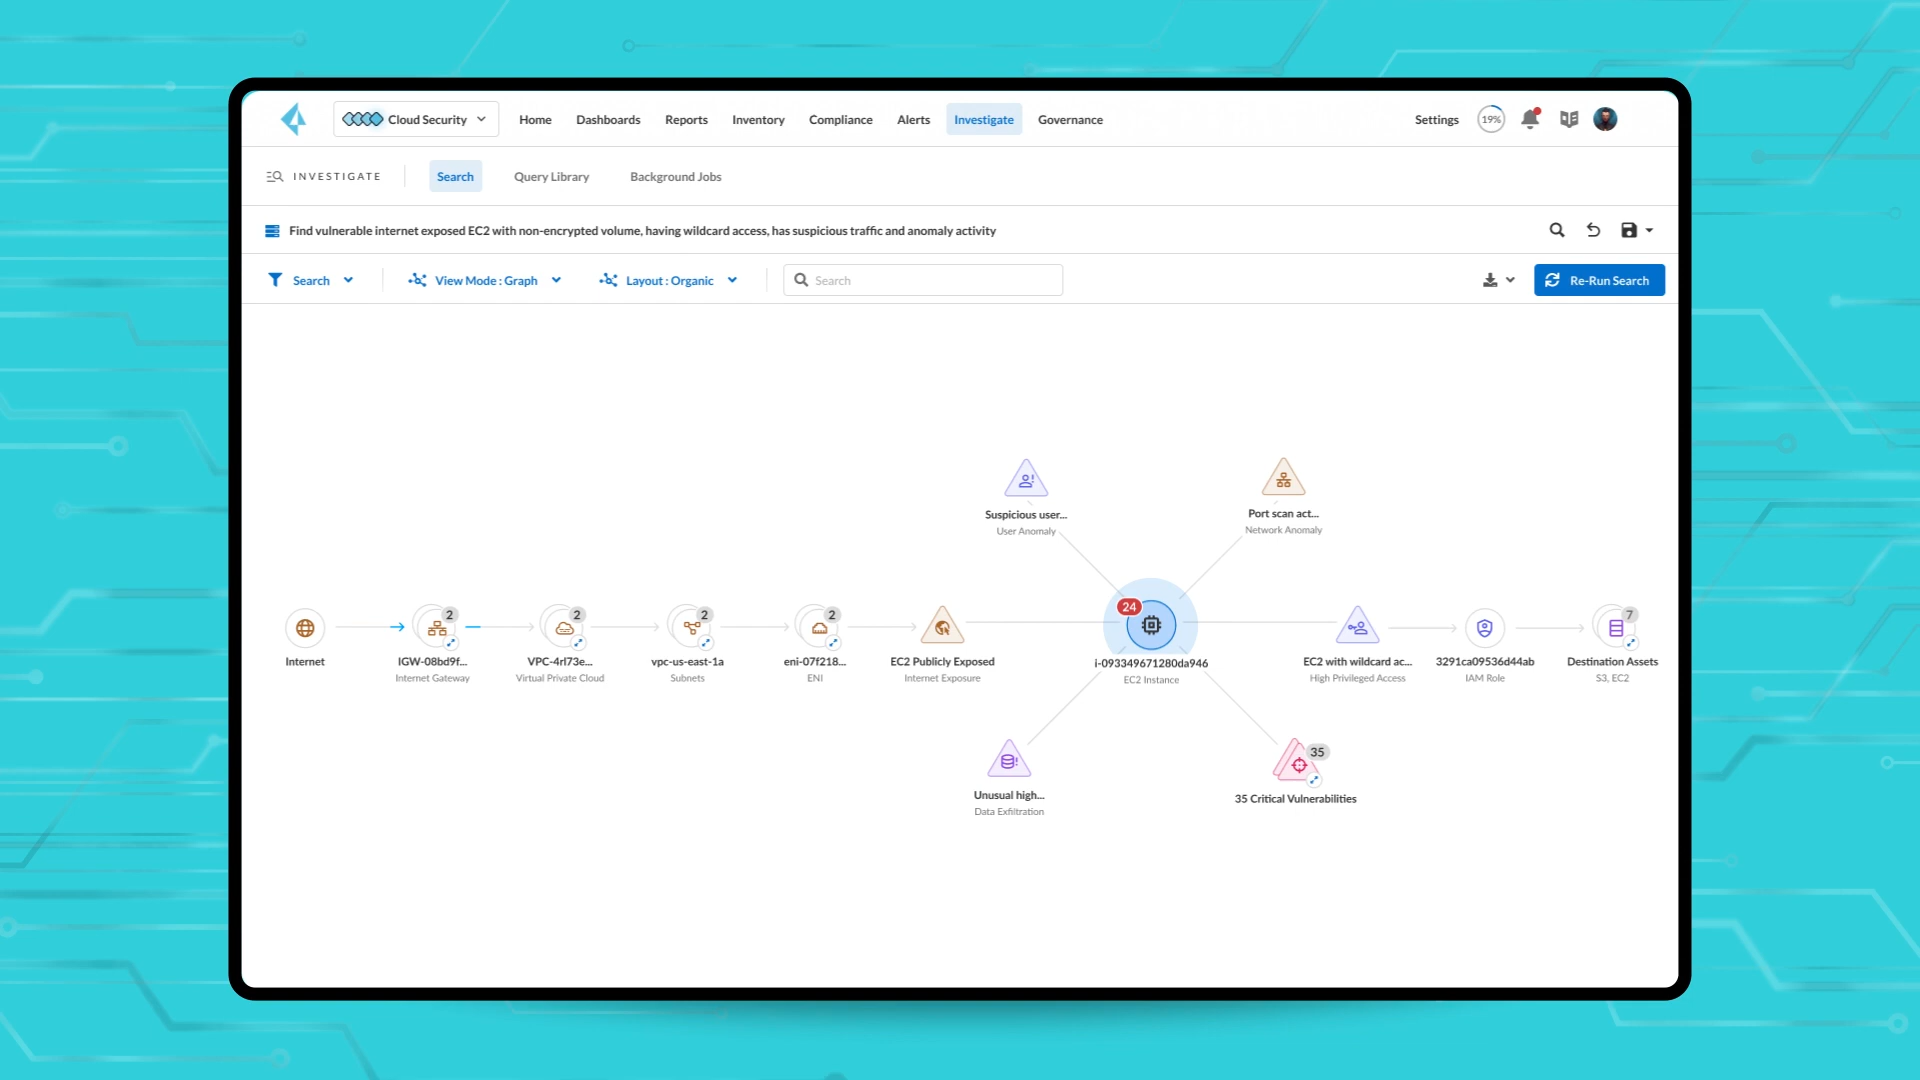 Cloud Security
Home
Dashboards
Reports
Inventory
Compliance
Alerts
Investigate
Governance
Settings
19%
INVESTIGATE
Search
Query Library
Background Jobs
Find vulnerable internet exposed EC2 with non-encrypted volume, having wildcard access, has suspicious traffic and anomaly activity
Search
View Mode : Graph
Layout : Organic
Search
Re-Run Search
Suspicious user...
User Anomaly
Port scan act...
Network Anomaly
Internet
2
IGW-08bd9f...
Internet Gateway
2
VPC-4rl73e...
Virtual Private Cloud
2
vpc-us-east-1a
Subnets
2
eni-07f218...
ENI
EC2 Publicly Exposed
Internet Exposure
24
i-093349671280da946
EC2 Instance
EC2 with wildcard ac...
High Privileged Access
3291ca09536d44ab
IAM Role
7
Destination Assets
S3, EC2
Unusual high...
Data Exfiltration
35
35 Critical Vulnerabilities